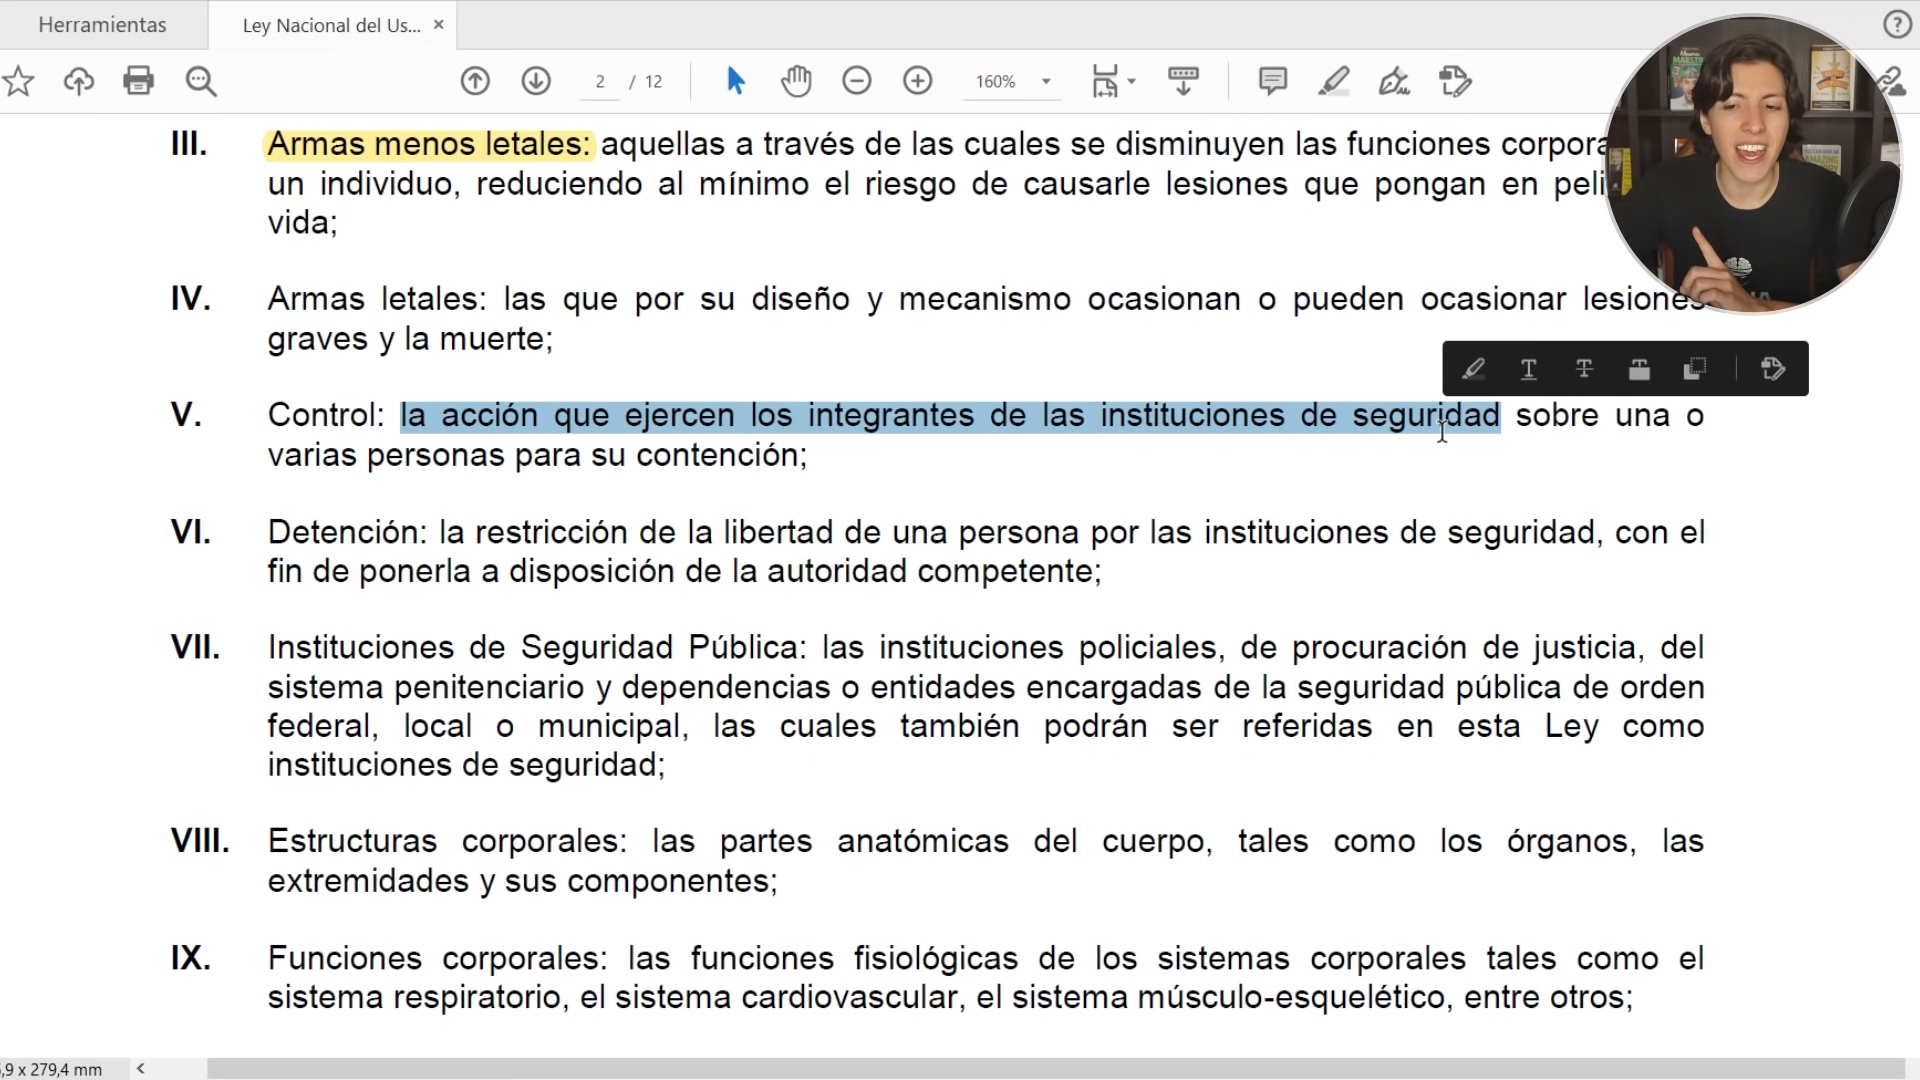 Herramientas
Ley Nacional del Us...
2 / 12
160%
III. Armas menos letales: aquellas a través de las cuales se disminuyen las funciones
un individuo, reduciendo al mínimo el riesgo de causarle lesiones que pongan en
vida;
IV. Armas letales: las que por su diseño y mecanismo ocasionan o pueden ocasionar lesiones
graves y la muerte;
V. Control: la acción que ejercen los integrantes de las instituciones de seguridad sobre una o
varias personas para su contención;
VI. Detención: la restricción de la libertad de una persona por las instituciones de seguridad, con el
fin de ponerla a disposición de la autoridad competente;
VII. Instituciones de Seguridad Pública: las instituciones policiales, de procuración de justicia, del
sistema penitenciario y dependencias o entidades encargadas de la seguridad pública de orden
federal, local o municipal, las cuales también podrán ser referidas en esta Ley como
instituciones de seguridad;
VIII. Estructuras corporales: las partes anatómicas del cuerpo, tales como los órganos, las
extremidades y sus componentes;
IX. Funciones corporales: las funciones fisiológicas de los sistemas corporales tales como el
sistema respiratorio, el sistema cardiovascular, el sistema músculo-esquelético, entre otros;
,9 x 279,4 mm